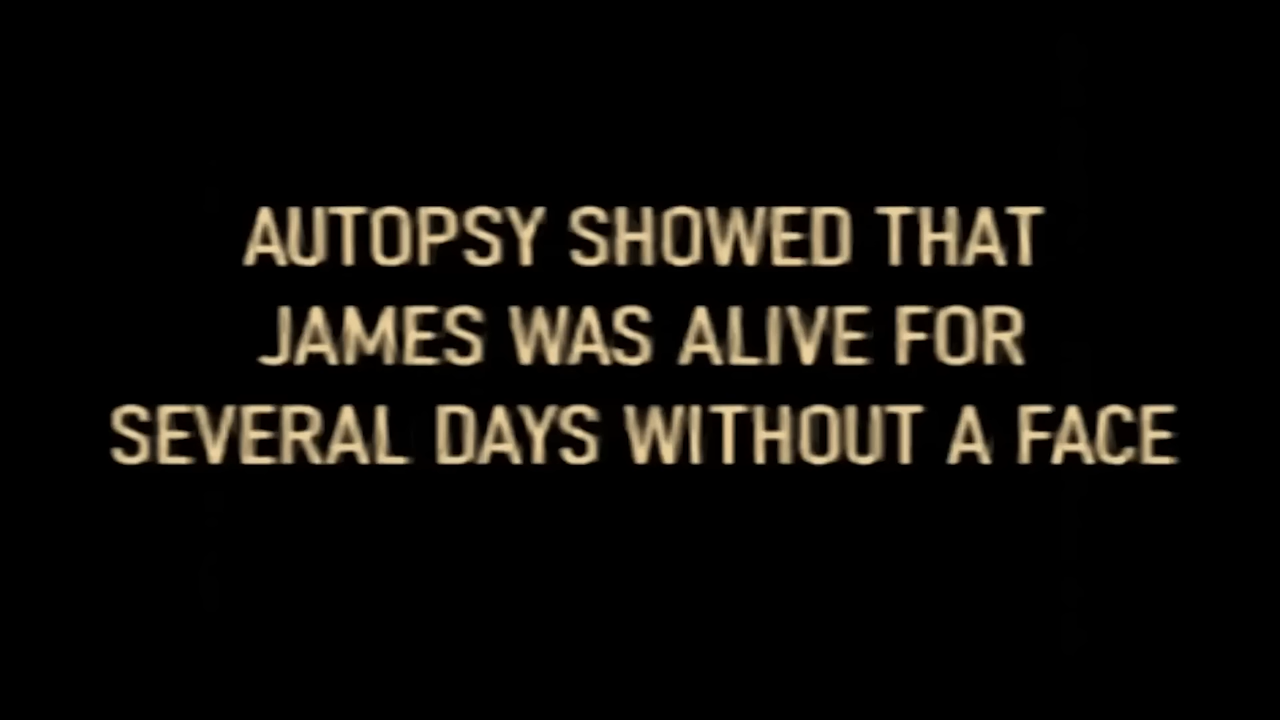 AUTOPSY SHOWED THAT
JAMES WAS ALIVE FOR
SEVERAL DAYS WITHOUT A FACE